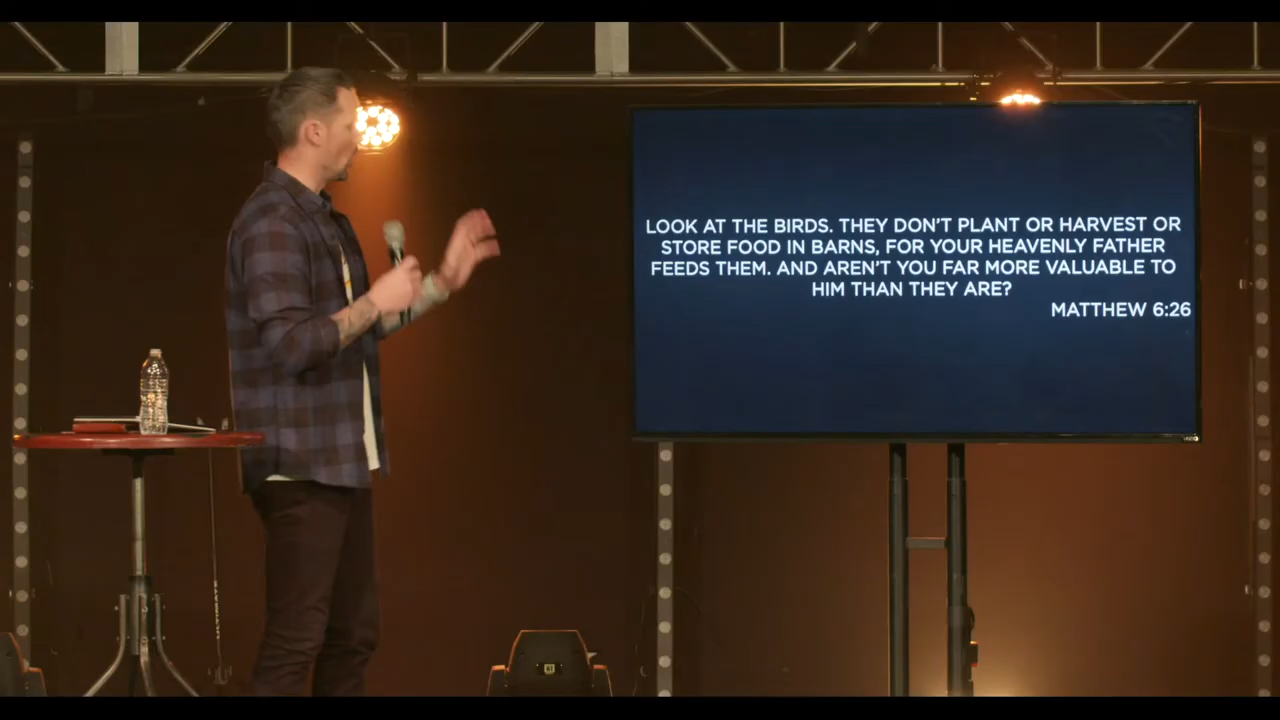 LOOK AT THE BIRDS. THEY DON'T PLANT OR HARVEST OR
STORE FOOD IN BARNS, FOR YOUR HEAVENLY FATHER
FEEDS THEM. AND AREN'T YOU FAR MORE VALUABLE TO
HIM THAN THEY ARE?
MATTHEW 6:26